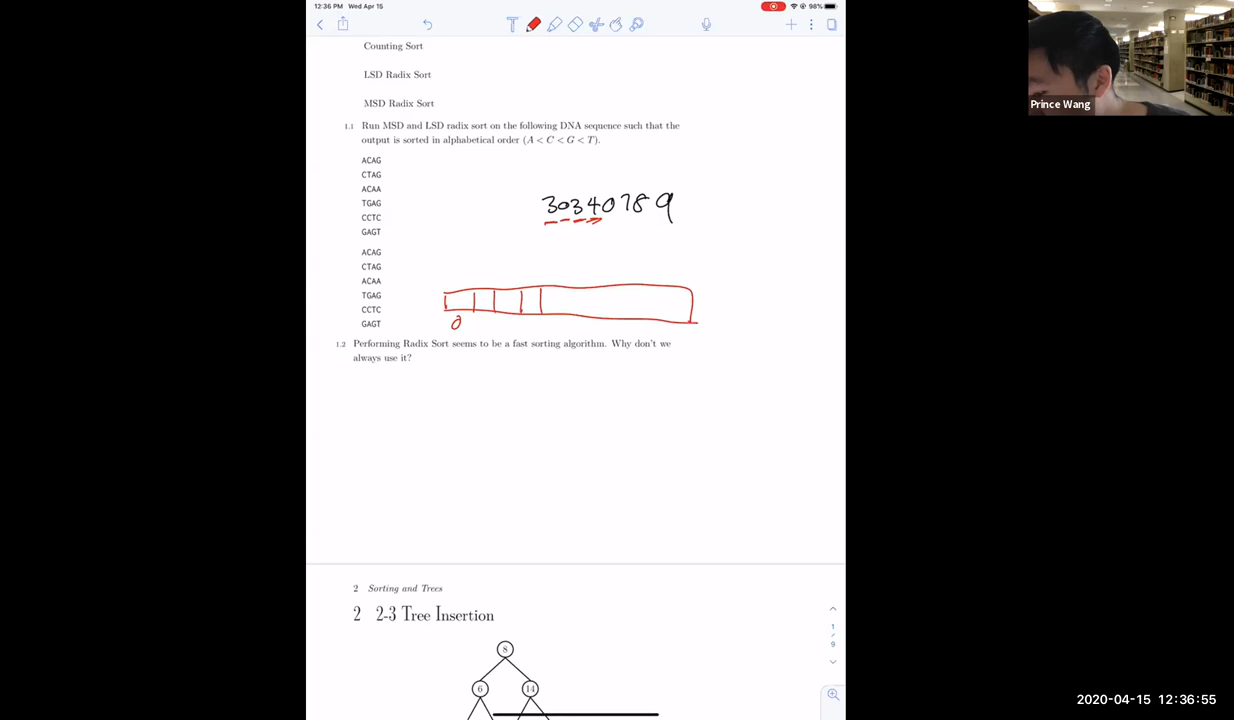 12:36 PM Wed Apr 15
98%
Counting Sort
LSD Radix Sort
MSD Radix Sort
Prince Wang
1.1 Run MSD and LSD radix sort on the following DNA sequence such that the
output is sorted in alphabetical order (A < C < G < T).
ACAG
CTAG
ACAA
TGAG
CCTC
GAGT
30340789
ACAG
CTAG
ACAA
TGAG
CCTC
GAGT
0
1.2 Performing Radix Sort seems to be a fast sorting algorithm. Why don't we
always use it?
2 Sorting and Trees
2 2-3 Tree Insertion
8
6 14
1
/
9
2020-04-15 12:36:55